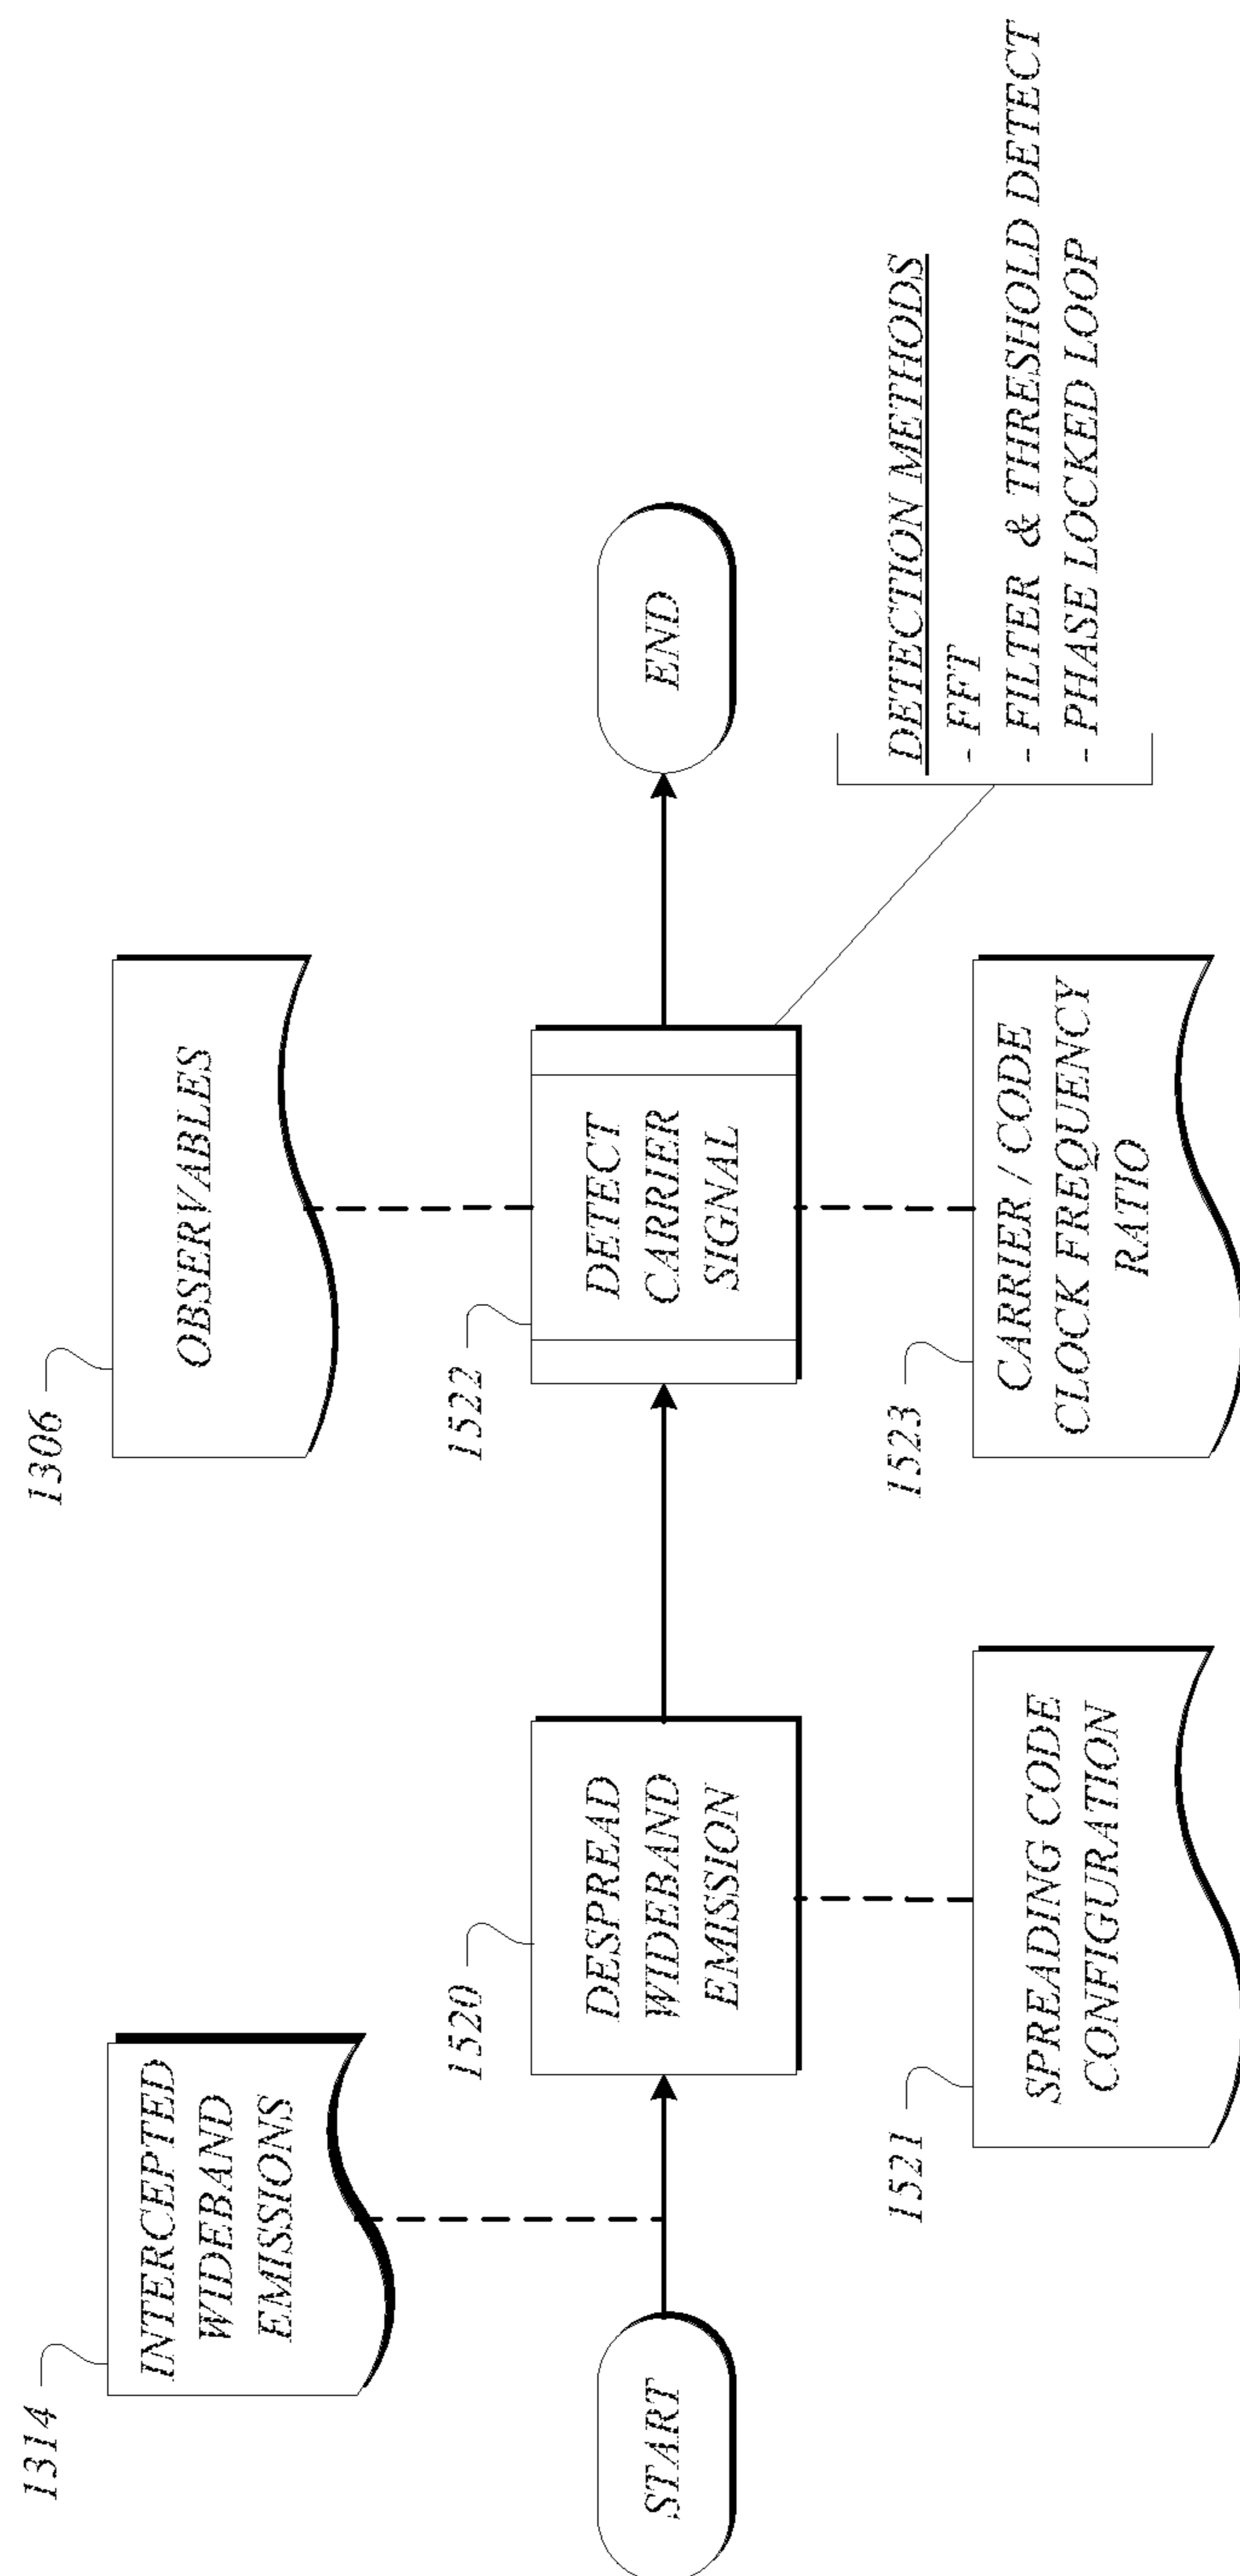 1314
INTERCEPTED
WIDEBAND
EMISSIONS
1306
OBSERVABLES
START
1520
DESPREAD
WIDEBAND
EMISSION
1522
DETECT
CARRIER
SIGNAL
END
1521
SPREADING CODE
CONFIGURATION
1523
CARRIER / CODE
CLOCK FREQUENCY
RATIO
DETECTION METHODS
- FFT
- FILTER & THRESHOLD DETECT
- PHASE LOCKED LOOP